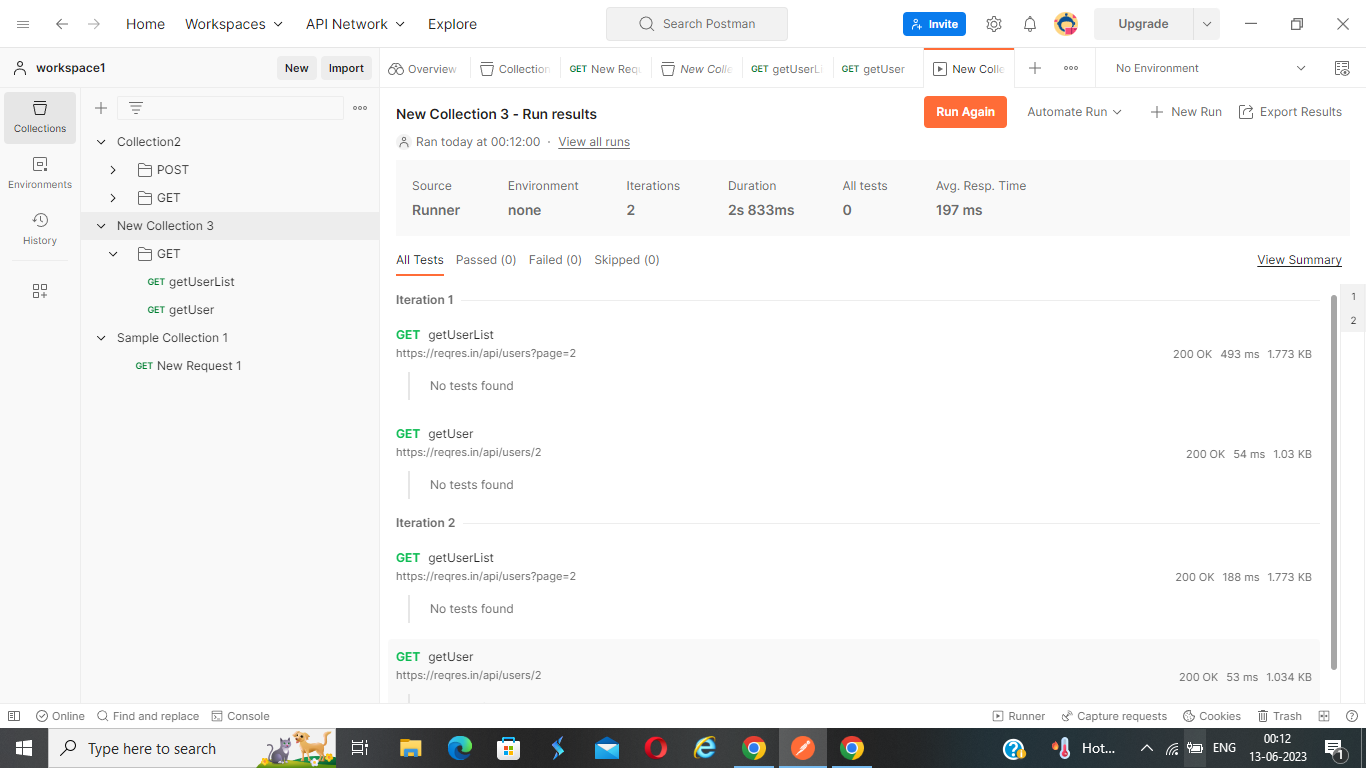 Home Workspaces API Network Explore Search Postman Invite Upgrade
workspace1 New Import Overview Collection GET New Req New Colle GET getUserL GET getUser New Colle No Environment
Collections
Environments
History
Collection2
POST
GET
New Collection 3
GET
GET getUserList
GET getUser
Sample Collection 1
GET New Request 1
New Collection 3 - Run results Run Again Automate Run New Run Export Results
Ran today at 00:12:00 · View all runs
Source Environment Iterations Duration All tests Avg. Resp. Time
Runner none 2 2s 833ms 0 197 ms
All Tests Passed (0) Failed (0) Skipped (0) View Summary
Iteration 1
1
2
GET getUserList
https://reqres.in/api/users?page=2
200 OK 493 ms 1.773 KB
No tests found
GET getUser
https://reqres.in/api/users/2
200 OK 54 ms 1.03 KB
No tests found
Iteration 2
GET getUserList
https://reqres.in/api/users?page=2
200 OK 188 ms 1.773 KB
No tests found
GET getUser
https://reqres.in/api/users/2
200 OK 53 ms 1.034 KB
Online Find and replace Console Runner Capture requests Cookies Trash
Type here to search Hot... ENG 00:12
13-06-2023 1